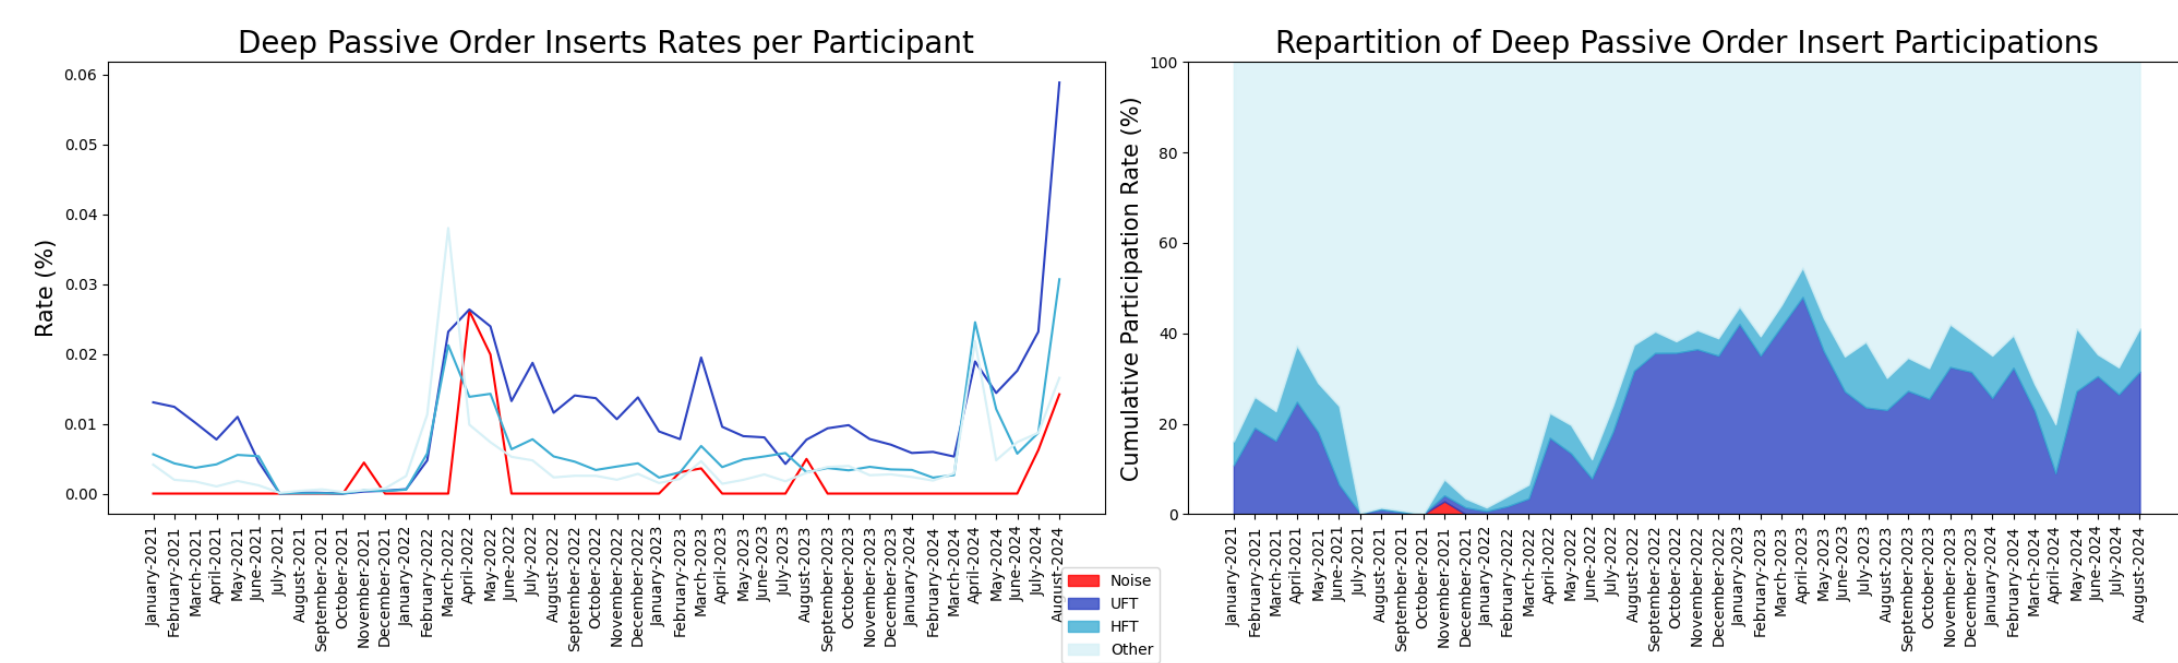 Deep Passive Order Inserts Rates per Participant
Rate (%)
0.06
0.05
0.04
0.03
0.02
0.01
0.00
January-2021
February-2021
March-2021
April-2021
May-2021
June-2021
July-2021
August-2021
September-2021
October-2021
November-2021
December-2021
January-2022
February-2022
March-2022
April-2022
May-2022
June-2022
July-2022
August-2022
September-2022
October-2022
November-2022
December-2022
January-2023
February-2023
March-2023
April-2023
May-2023
June-2023
July-2023
August-2023
September-2023
October-2023
November-2023
December-2023
January-2024
February-2024
March-2024
April-2024
May-2024
June-2024
July-2024
August-2024
Noise
UFT
HFT
Other
Repartition of Deep Passive Order Insert Participations
Cumulative Participation Rate (%)
100
80
60
40
20
0
January-2021
February-2021
March-2021
April-2021
May-2021
June-2021
July-2021
August-2021
September-2021
October-2021
November-2021
December-2021
January-2022
February-2022
March-2022
April-2022
May-2022
June-2022
July-2022
August-2022
September-2022
October-2022
November-2022
December-2022
January-2023
February-2023
March-2023
April-2023
May-2023
June-2023
July-2023
August-2023
September-2023
October-2023
November-2023
December-2023
January-2024
February-2024
March-2024
April-2024
May-2024
June-2024
July-2024
August-2024